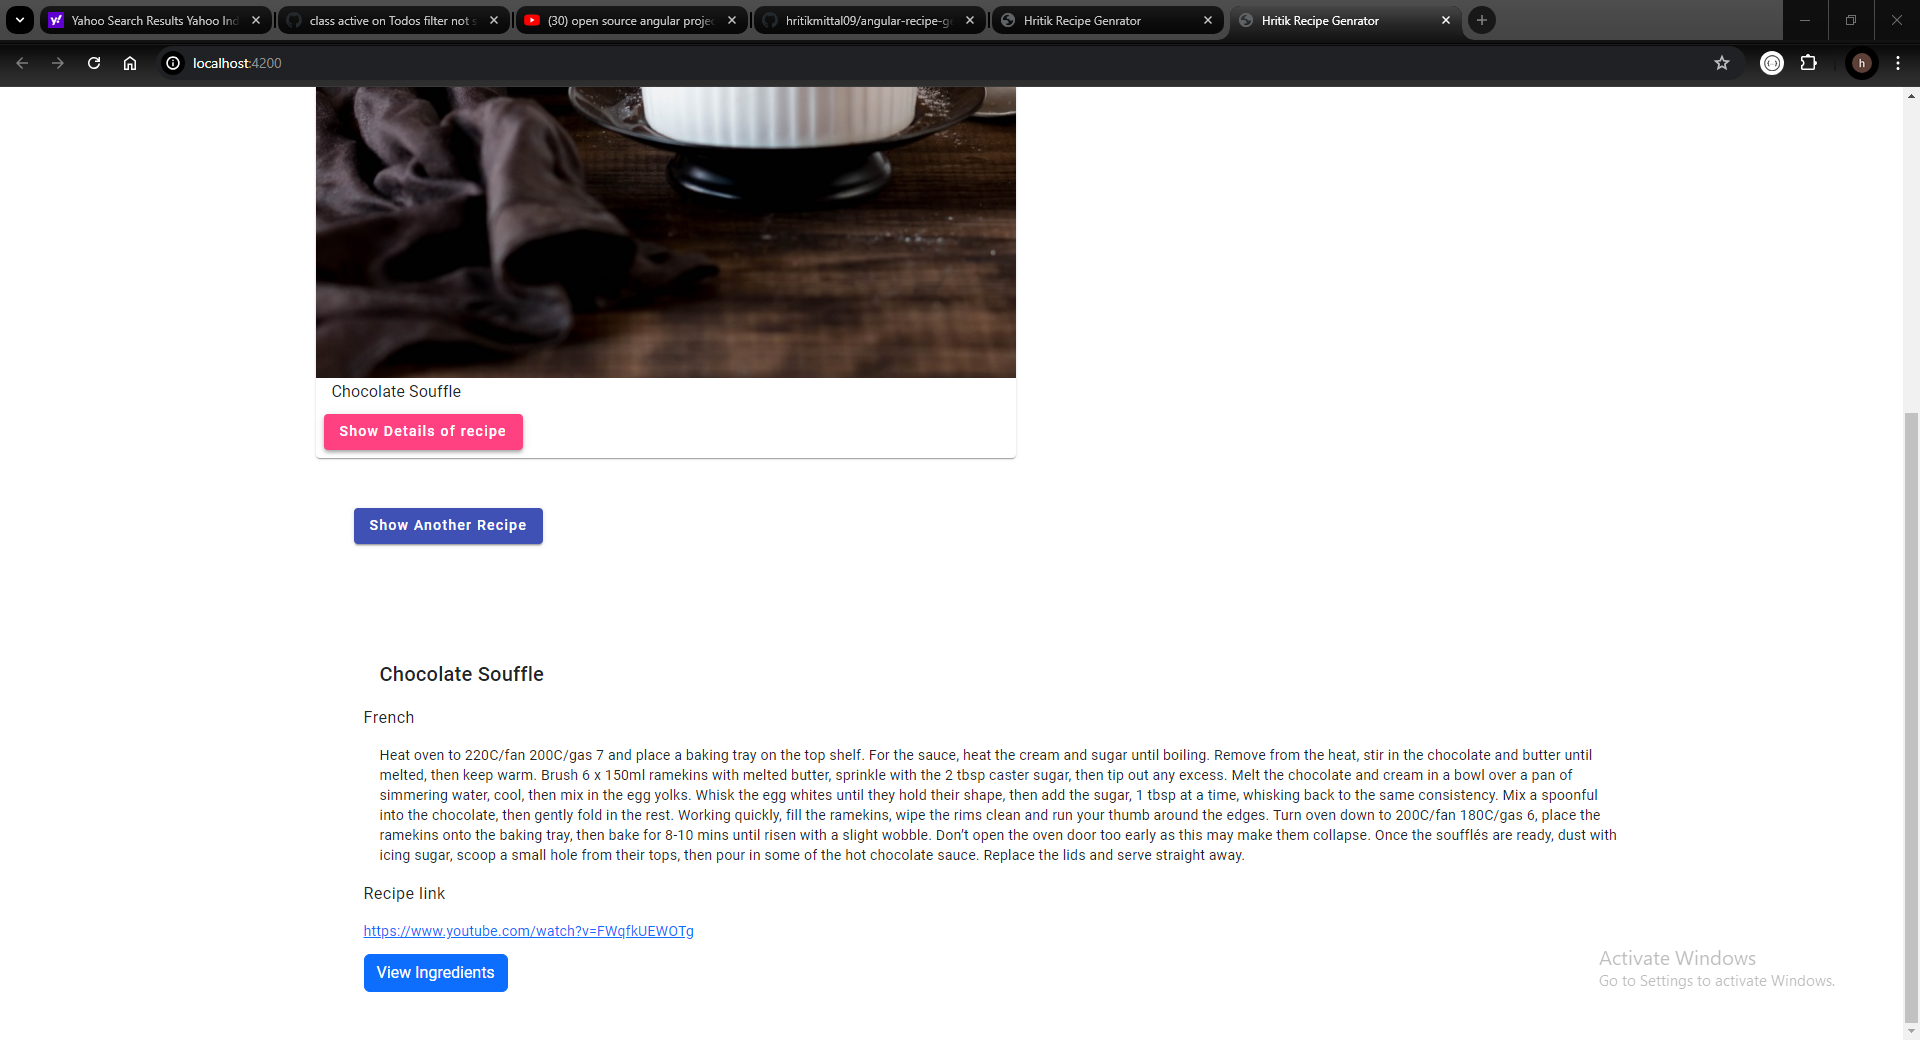 Yahoo Search Results Yahoo Ind
class active on Todos filter not s
(30) open source angular projec
hritikmittal09/angular-recipe-ge
Hritik Recipe Genrator
Hritik Recipe Genrator
localhost:4200
h
Chocolate Souffle
Show Details of recipe
Show Another Recipe
Chocolate Souffle
French
Heat oven to 220C/fan 200C/gas 7 and place a baking tray on the top shelf. For the sauce, heat the cream and sugar until boiling. Remove from the heat, stir in the chocolate and butter until
melted, then keep warm. Brush 6 x 150ml ramekins with melted butter, sprinkle with the 2 tbsp caster sugar, then tip out any excess. Melt the chocolate and cream in a bowl over a pan of
simmering water, cool, then mix in the egg yolks. Whisk the egg whites until they hold their shape, then add the sugar, 1 tbsp at a time, whisking back to the same consistency. Mix a spoonful
into the chocolate, then gently fold in the rest. Working quickly, fill the ramekins, wipe the rims clean and run your thumb around the edges. Turn oven down to 200C/fan 180C/gas 6, place the
ramekins onto the baking tray, then bake for 8-10 mins until risen with a slight wobble. Don’t open the oven door too early as this may make them collapse. Once the soufflés are ready, dust with
icing sugar, scoop a small hole from their tops, then pour in some of the hot chocolate sauce. Replace the lids and serve straight away.
Recipe link
https://www.youtube.com/watch?v=FWqfkUEWOTg
View Ingredients
Activate Windows
Go to Settings to activate Windows.